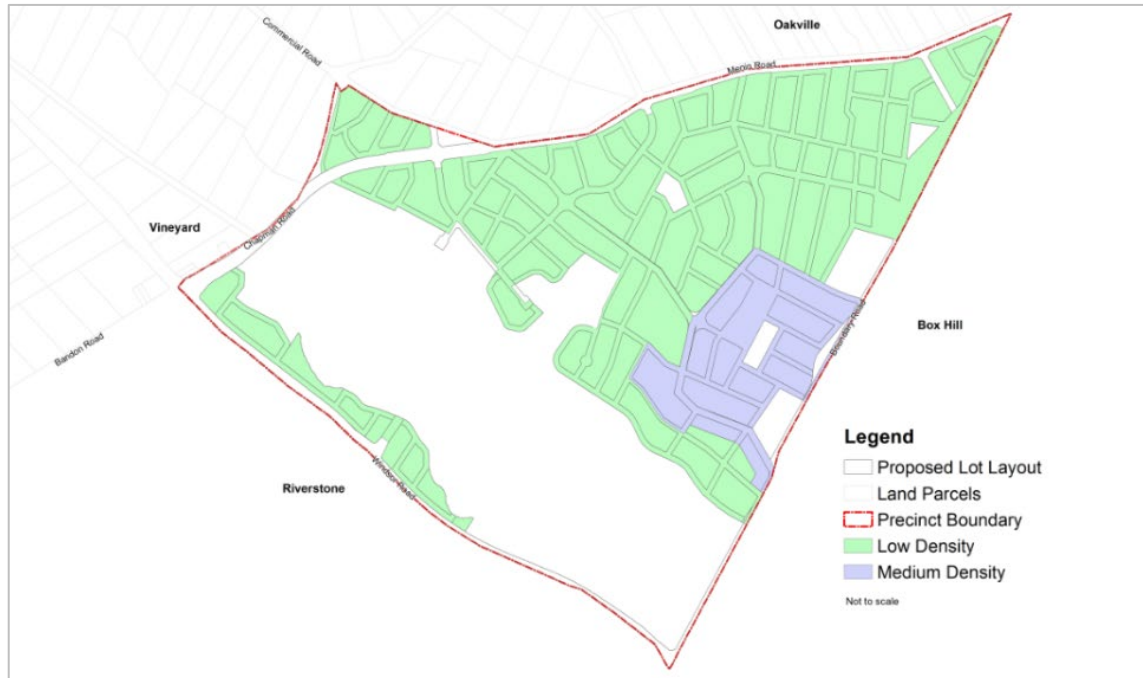 Oakville
Commercial Road
Menin Road
Vineyard
Chapman Road
Bandon Road
Boundary Road
Box Hill
Riverstone
Windsor Road
Legend
Proposed Lot Layout
Land Parcels
Precinct Boundary
Low Density
Medium Density
Not to scale